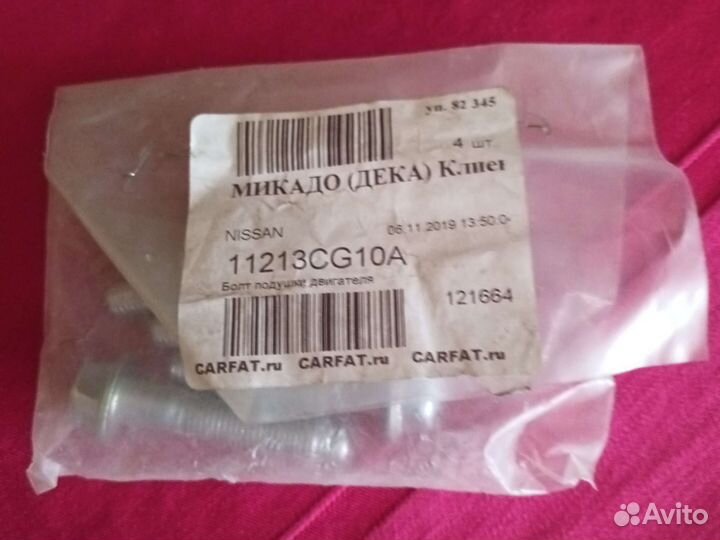 уп. 82 345
4 шт.
МИКАДО (ДЕКА) Клиен
NISSAN
06.11.2019 13:50:0
11213CG10A
Болт подушки двигателя
121664
CARFAT.ru CARFAT.ru CARFAT.ru
Avito